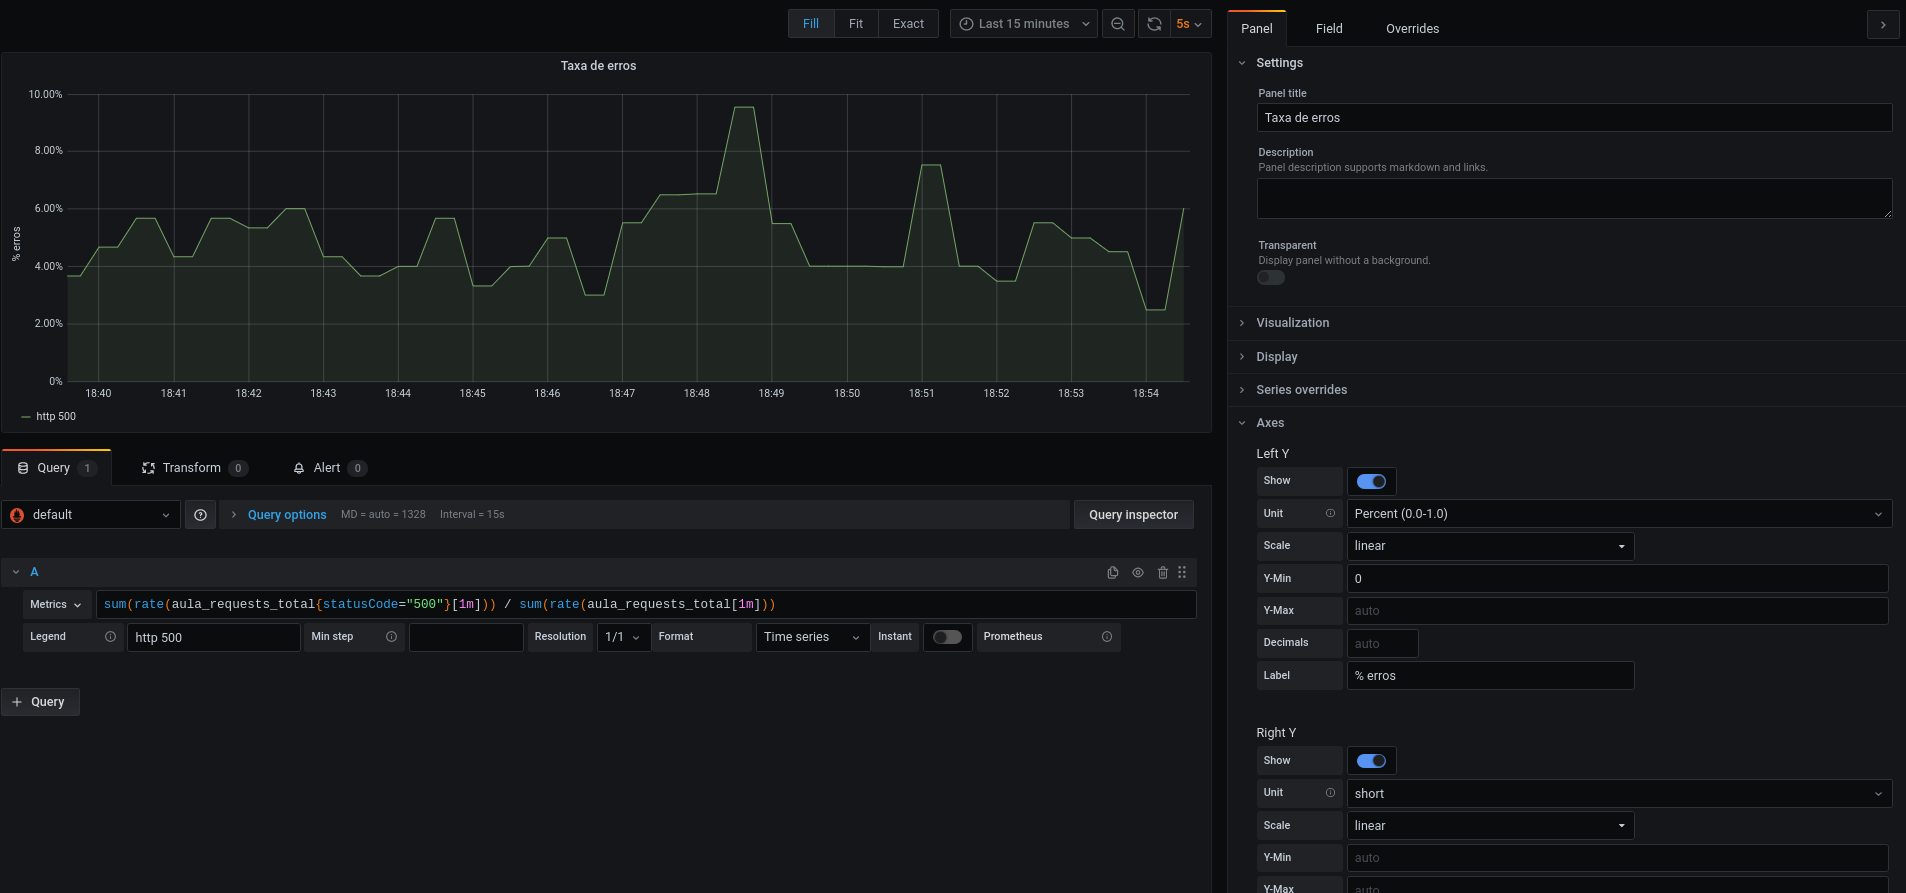 Fill Fit Exact Last 15 minutes 5s
Taxa de erros
10.00%
8.00%
6.00%
4.00%
2.00%
0%
% erros
18:40 18:41 18:42 18:43 18:44 18:45 18:46 18:47 18:48 18:49 18:50 18:51 18:52 18:53 18:54
http 500
Query 1 Transform 0 Alert 0
default Query options MD = auto = 1328 Interval = 15s Query inspector
A
Metrics sum(rate(aula_requests_total{statusCode="500"}[1m])) / sum(rate(aula_requests_total[1m]))
Legend http 500 Min step Resolution 1/1 Format Time series Instant Prometheus
+ Query
Panel Field Overrides
Settings
Panel title
Taxa de erros
Description
Panel description supports markdown and links.
Transparent
Display panel without a background.
Visualization
Display
Series overrides
Axes
Left Y
Show
Unit Percent (0.0-1.0)
Scale linear
Y-Min 0
Y-Max auto
Decimals auto
Label % erros
Right Y
Show
Unit short
Scale linear
Y-Min auto
Y-Max auto